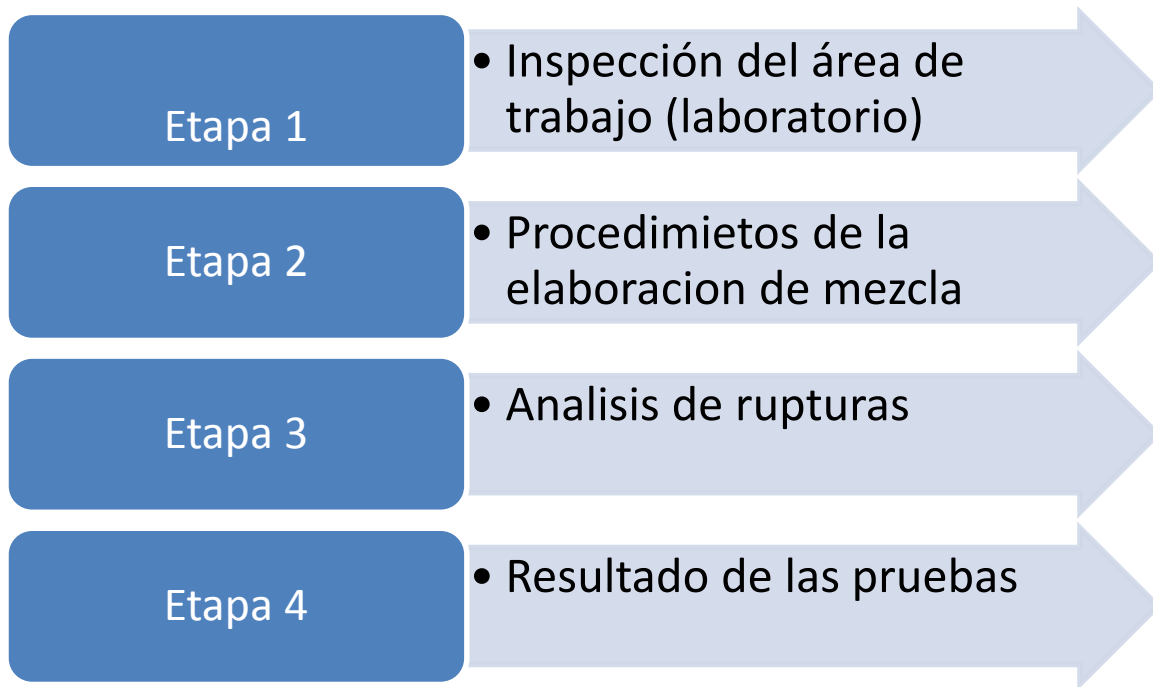 Etapa 1
• Inspección del área de
trabajo (laboratorio)
Etapa 2
• Procedimietos de la
elaboracion de mezcla
Etapa 3
• Analisis de rupturas
Etapa 4
• Resultado de las pruebas